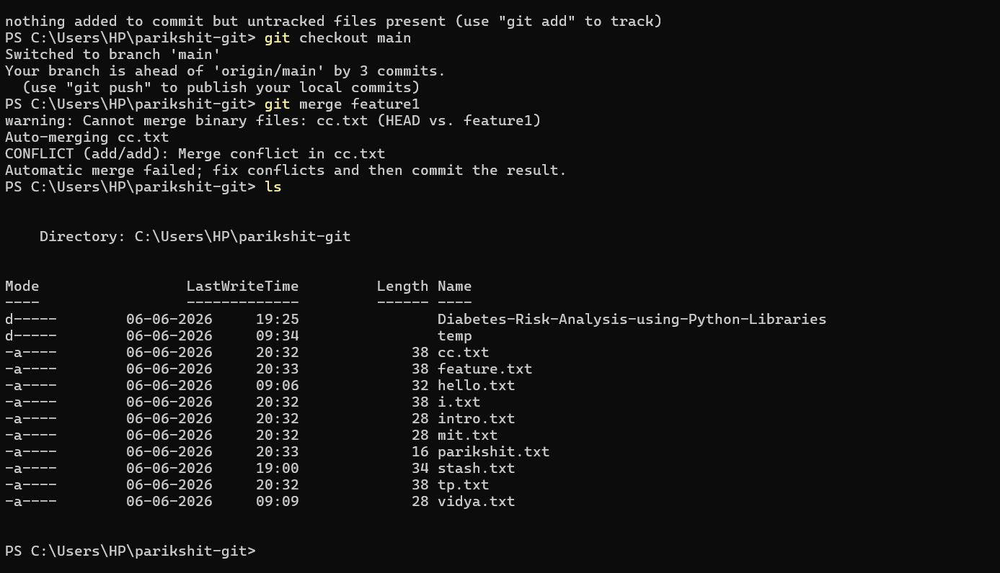 nothing added to commit but untracked files present (use "git add" to track)
PS C:\Users\HP\parikshit-git> git checkout main
Switched to branch 'main'
Your branch is ahead of 'origin/main' by 3 commits.
  (use "git push" to publish your local commits)
PS C:\Users\HP\parikshit-git> git merge feature1
warning: Cannot merge binary files: cc.txt (HEAD vs. feature1)
Auto-merging cc.txt
CONFLICT (add/add): Merge conflict in cc.txt
Automatic merge failed; fix conflicts and then commit the result.
PS C:\Users\HP\parikshit-git> ls
    Directory: C:\Users\HP\parikshit-git
Mode                 LastWriteTime         Length Name
----                 -------------         ------ ----
d-----        06-06-2026     19:25                Diabetes-Risk-Analysis-using-Python-Libraries
d-----        06-06-2026     09:34                temp
-a----        06-06-2026     20:32             38 cc.txt
-a----        06-06-2026     20:33             38 feature.txt
-a----        06-06-2026     09:06             32 hello.txt
-a----        06-06-2026     20:32             38 i.txt
-a----        06-06-2026     20:32             28 intro.txt
-a----        06-06-2026     20:32             28 mit.txt
-a----        06-06-2026     20:33             16 parikshit.txt
-a----        06-06-2026     19:00             34 stash.txt
-a----        06-06-2026     20:32             38 tp.txt
-a----        06-06-2026     09:09             28 vidya.txt
PS C:\Users\HP\parikshit-git>